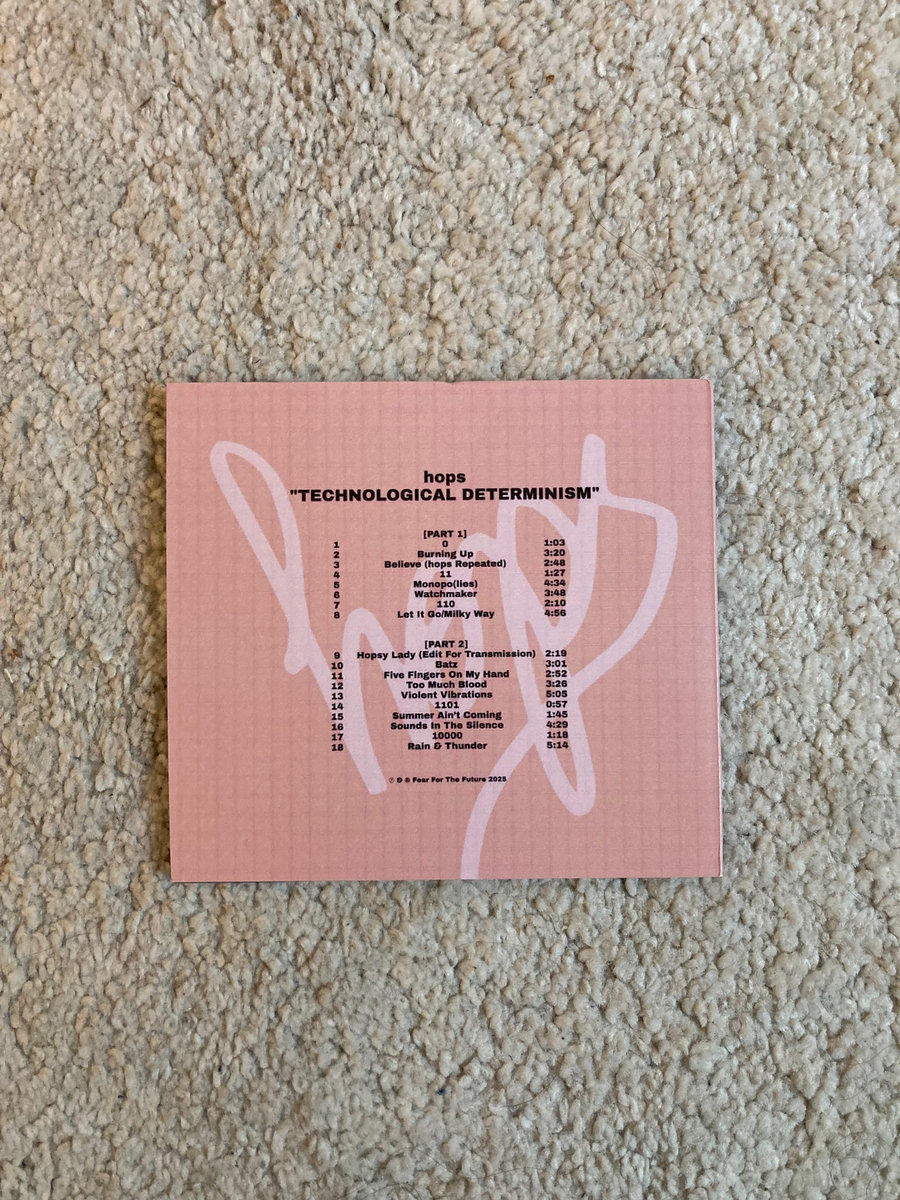 hops
"TECHNOLOGICAL DETERMINISM"
[PART 1]
1 0 1:03
2 Burning Up 3:20
3 Believe (hops Repeated) 2:48
4 11 1:27
5 Monopo(lies) 4:34
6 Watchmaker 3:48
7 110 2:10
8 Let It Go/Milky Way 4:56
[PART 2]
9 Hopsy Lady (Edit For Transmission) 2:19
10 Batz 3:01
11 Five Fingers On My Hand 2:52
12 Too Much Blood 3:26
13 Violent Vibrations 5:05
14 1101 0:57
15 Summer Ain't Coming 1:45
16 Sounds In The Silence 4:29
17 10000 1:18
18 Rain & Thunder 5:14
℗ & © Fear For The Future 2025
hops